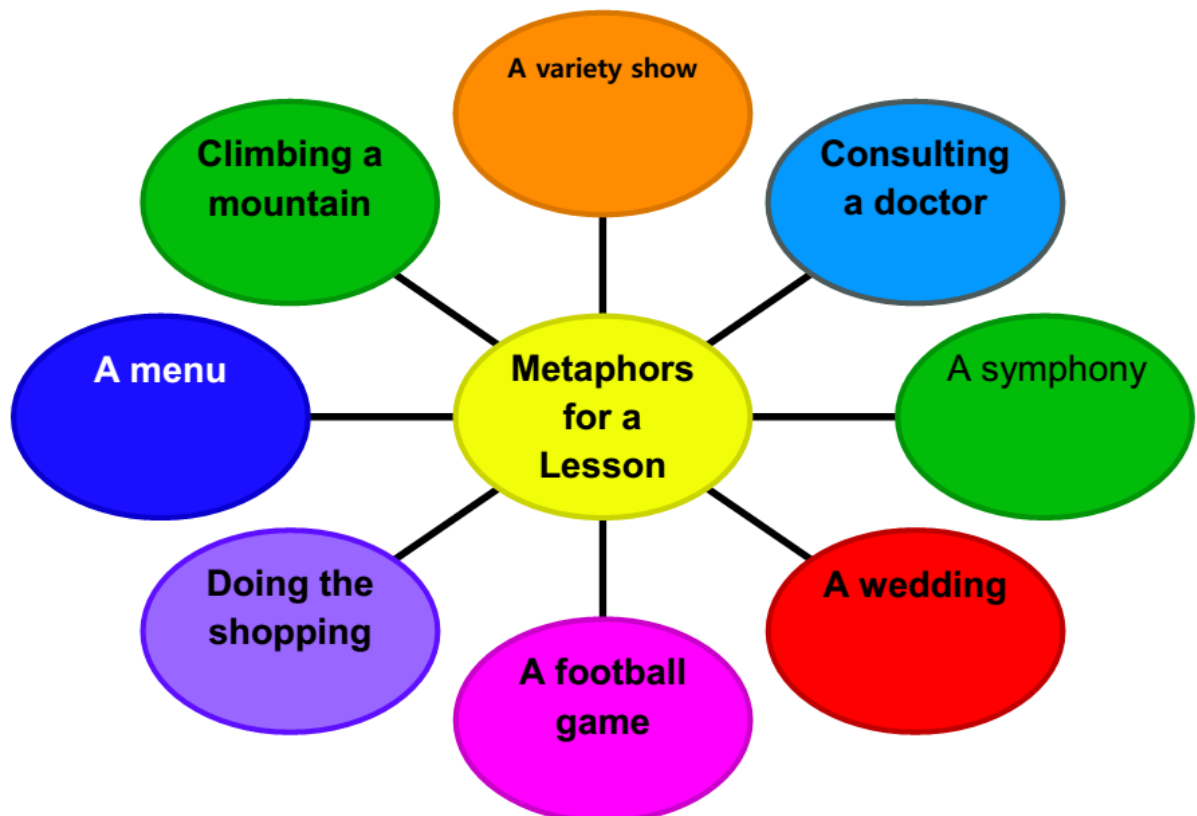 A variety show
Climbing a
mountain
Consulting
a doctor
A menu
Metaphors
for a
Lesson
A symphony
Doing the
shopping
A wedding
A football
game